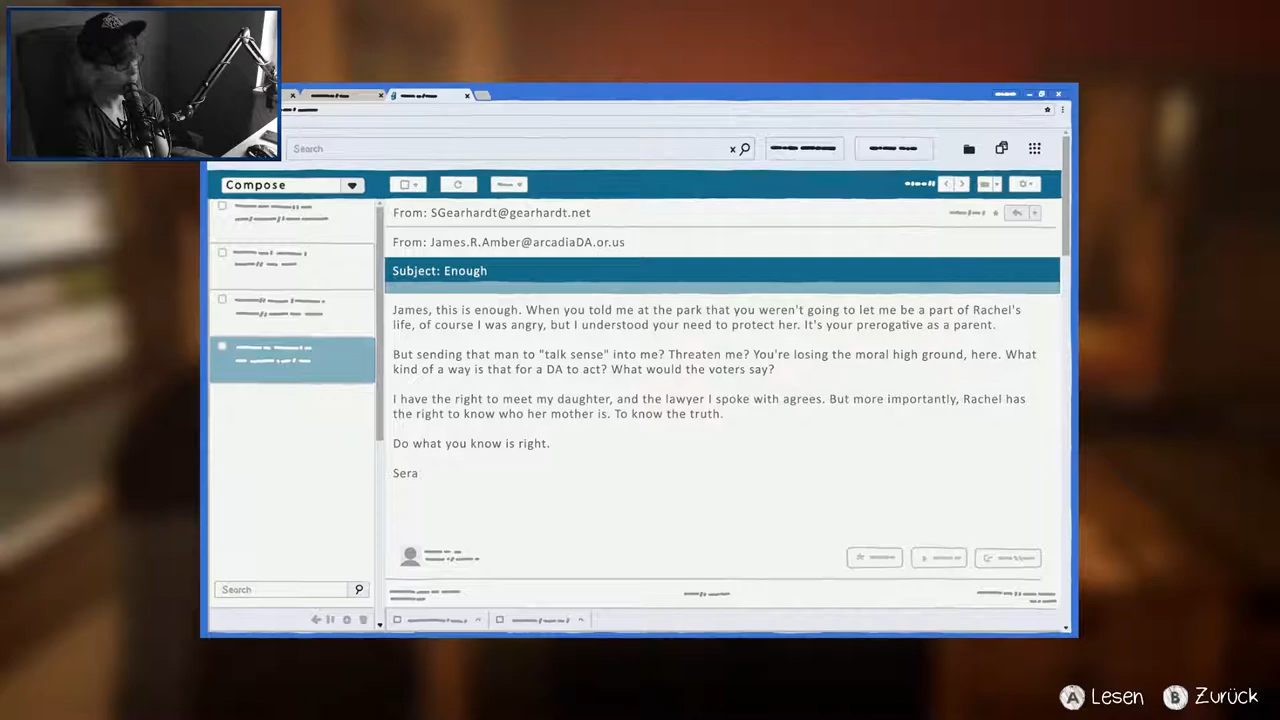 Search
x
Compose
From: SGearhardt@gearhardt.net
From: James.R.Amber@arcadiaDA.or.us
Subject: Enough
James, this is enough. When you told me at the park that you weren't going to let me be a part of Rachel's
life, of course I was angry, but I understood your need to protect her. It's your prerogative as a parent.
But sending that man to "talk sense" into me? Threaten me? You're losing the moral high ground, here. What
kind of a way is that for a DA to act? What would the voters say?
I have the right to meet my daughter, and the lawyer I spoke with agrees. But more importantly, Rachel has
the right to know who her mother is. To know the truth.
Do what you know is right.
Sera
Search
A Lesen B Zurück